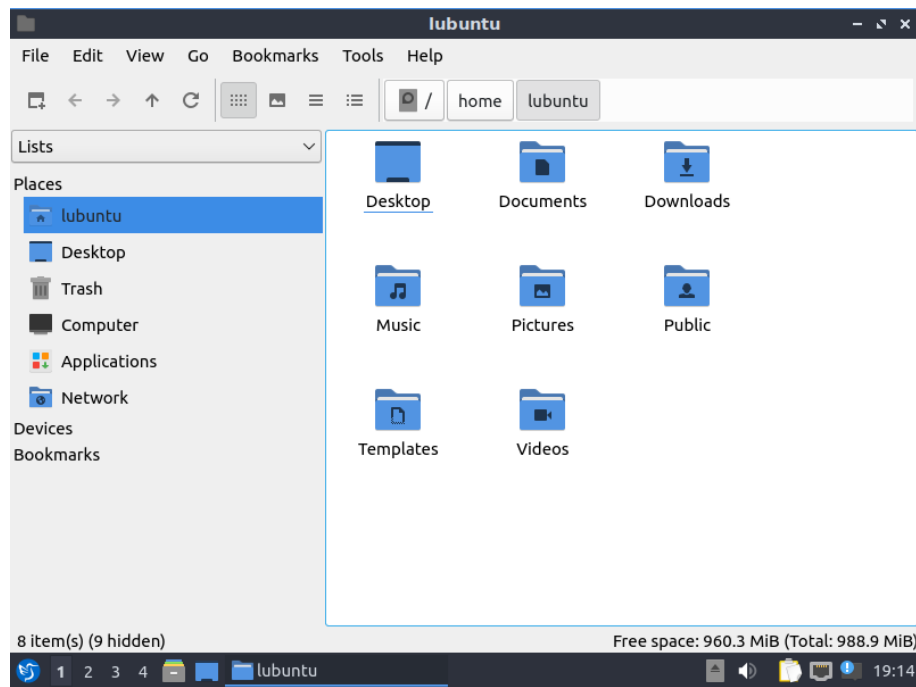 lubuntu
File Edit View Go Bookmarks Tools Help
/ home lubuntu
Lists
Places
lubuntu
Desktop
Trash
Computer
Applications
Network
Devices
Bookmarks
Desktop Documents Downloads
Music Pictures Public
Templates Videos
8 item(s) (9 hidden) Free space: 960.3 MiB (Total: 988.9 MiB)
1 2 3 4 lubuntu 19:14